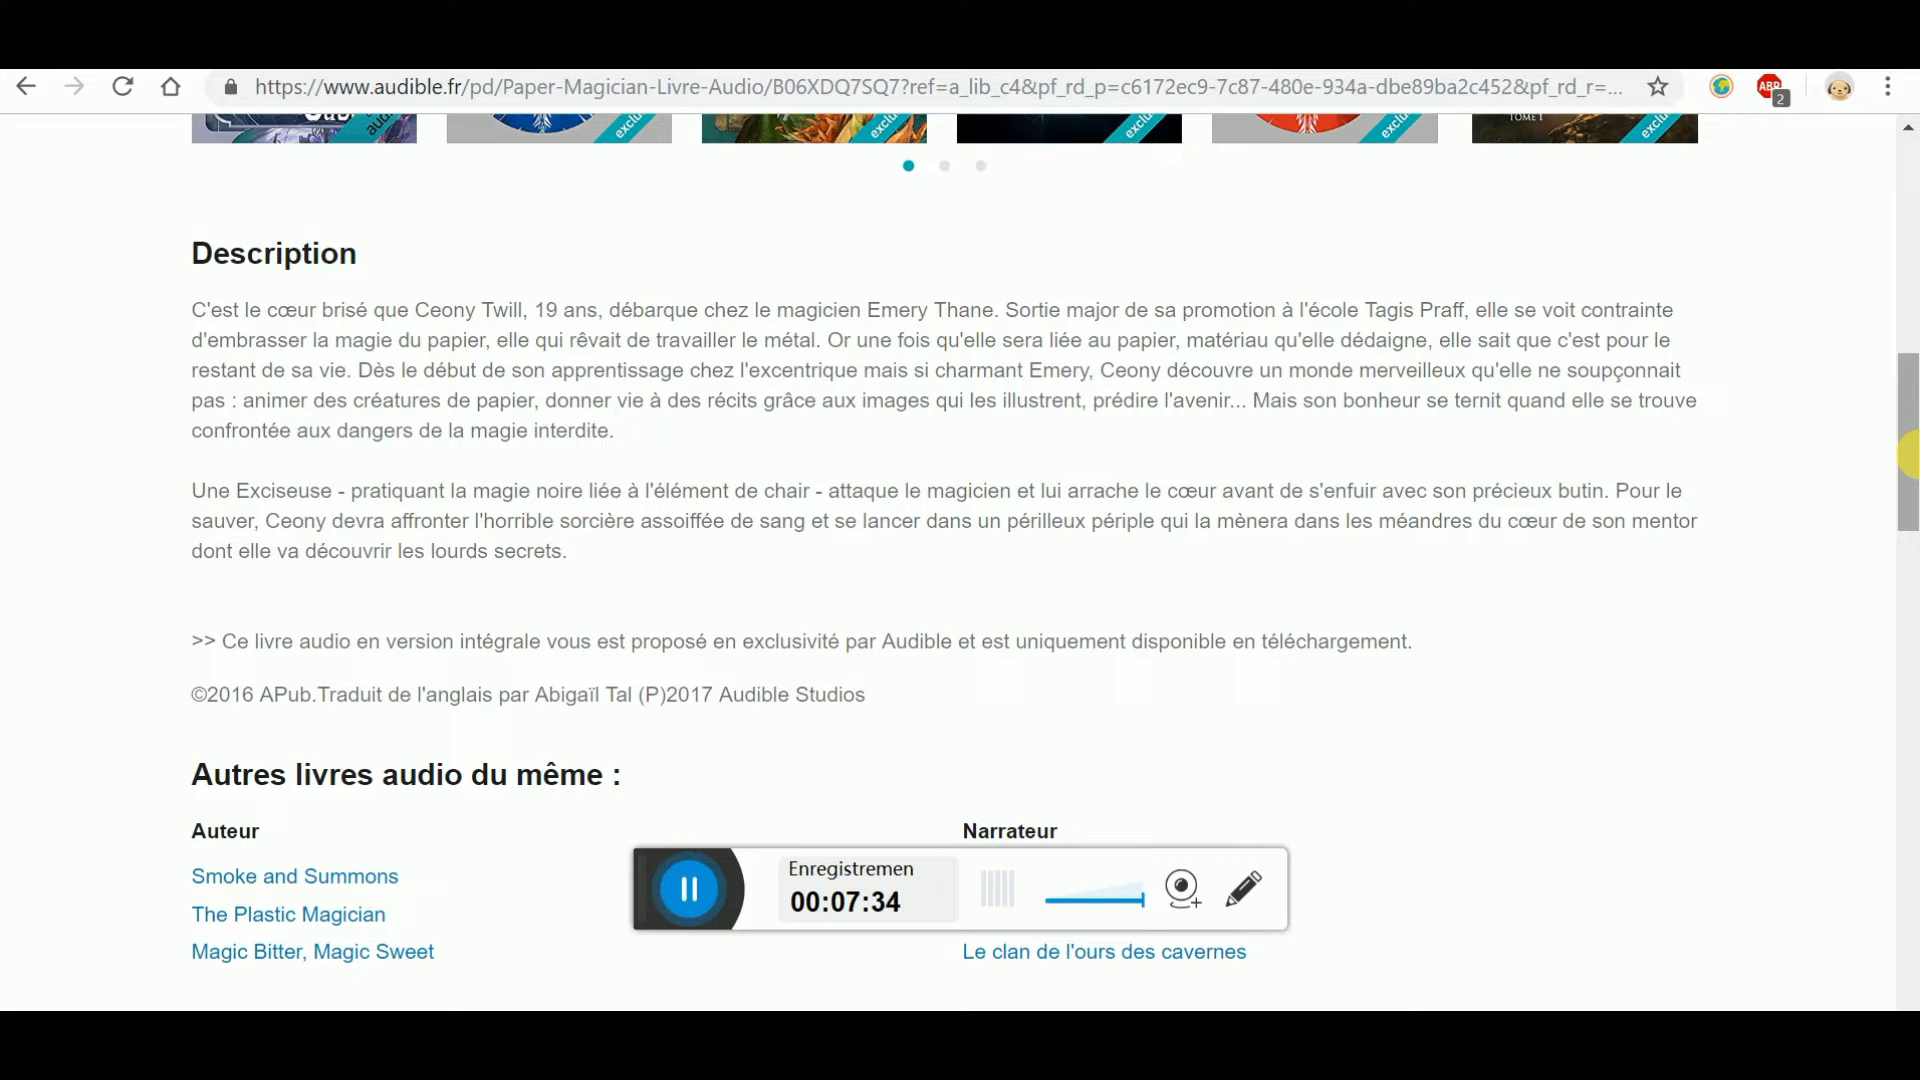 https://www.audible.fr/pd/Paper-Magician-Livre-Audio/B06XDQ7SQ7?ref=a_lib_c4&pf_rd_p=c6172ec9-7c87-480e-934a-dbe89ba2c452&pf_rd_r=...
ABP
2
exclu
exclu
exclu
exclu
TOME 1
exclu
Description
C'est le cœur brisé que Ceony Twill, 19 ans, débarque chez le magicien Emery Thane. Sortie major de sa promotion à l'école Tagis Praff, elle se voit contrainte
d'embrasser la magie du papier, elle qui rêvait de travailler le métal. Or une fois qu'elle sera liée au papier, matériau qu'elle dédaigne, elle sait que c'est pour le
restant de sa vie. Dès le début de son apprentissage chez l'excentrique mais si charmant Emery, Ceony découvre un monde merveilleux qu'elle ne soupçonnait
pas : animer des créatures de papier, donner vie à des récits grâce aux images qui les illustrent, prédire l'avenir... Mais son bonheur se ternit quand elle se trouve
confrontée aux dangers de la magie interdite.
Une Exciseuse - pratiquant la magie noire liée à l'élément de chair - attaque le magicien et lui arrache le cœur avant de s'enfuir avec son précieux butin. Pour le
sauver, Ceony devra affronter l'horrible sorcière assoiffée de sang et se lancer dans un périlleux périple qui la mènera dans les méandres du cœur de son mentor
dont elle va découvrir les lourds secrets.
>> Ce livre audio en version intégrale vous est proposé en exclusivité par Audible et est uniquement disponible en téléchargement.
©2016 APub.Traduit de l'anglais par Abigaïl Tal (P)2017 Audible Studios
Autres livres audio du même :
Auteur
Narrateur
Smoke and Summons
The Plastic Magician
Magic Bitter, Magic Sweet
Le clan de l'ours des cavernes
Enregistremen
00:07:34